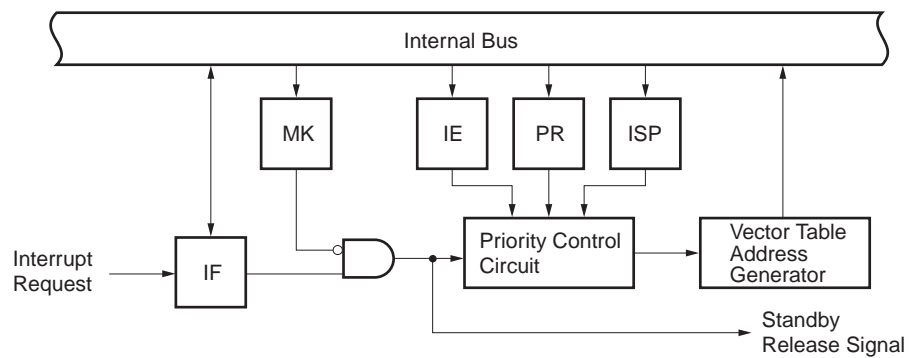 Internal Bus
MK
IE
PR
ISP
Interrupt
Request
IF
Priority Control
Circuit
Vector Table
Address
Generator
Standby
Release Signal